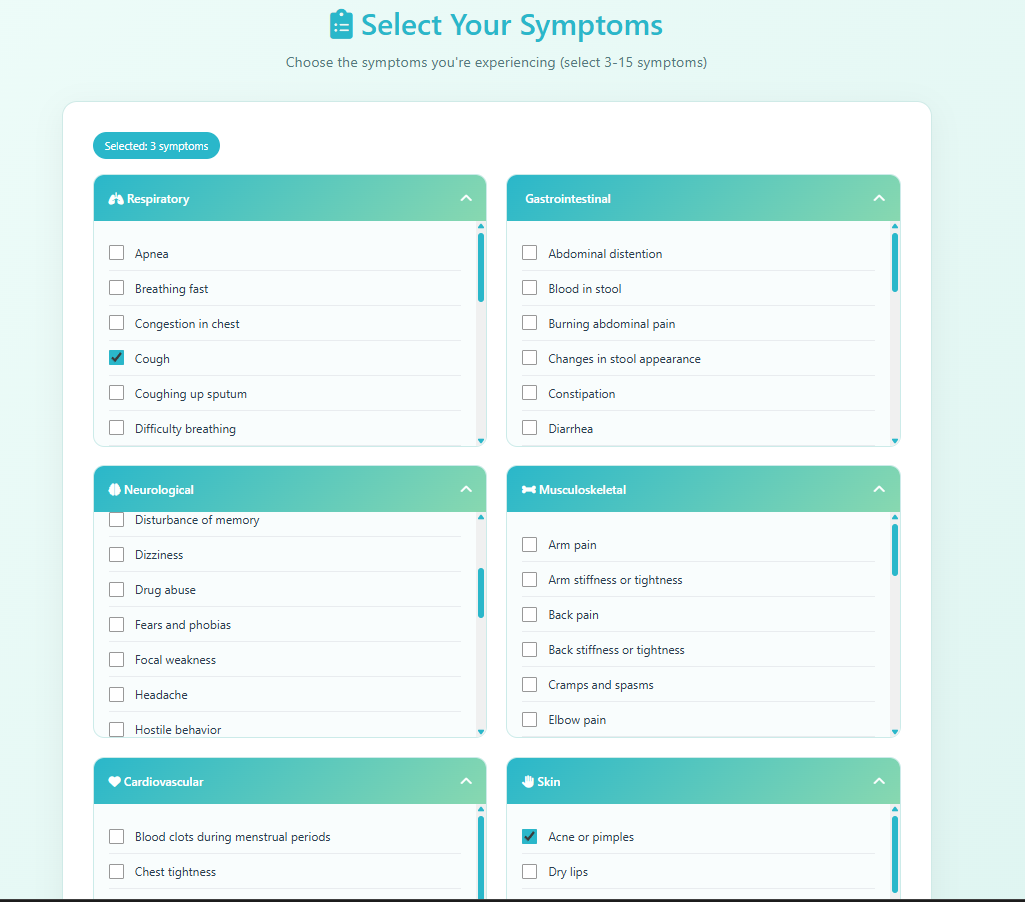 Select Your Symptoms
Choose the symptoms you're experiencing (select 3-15 symptoms)
Selected: 3 symptoms
Respiratory
Apnea
Breathing fast
Congestion in chest
Cough
Coughing up sputum
Difficulty breathing
Gastrointestinal
Abdominal distention
Blood in stool
Burning abdominal pain
Changes in stool appearance
Constipation
Diarrhea
Neurological
Disturbance of memory
Dizziness
Drug abuse
Fears and phobias
Focal weakness
Headache
Hostile behavior
Musculoskeletal
Arm pain
Arm stiffness or tightness
Back pain
Back stiffness or tightness
Cramps and spasms
Elbow pain
Cardiovascular
Blood clots during menstrual periods
Chest tightness
Skin
Acne or pimples
Dry lips